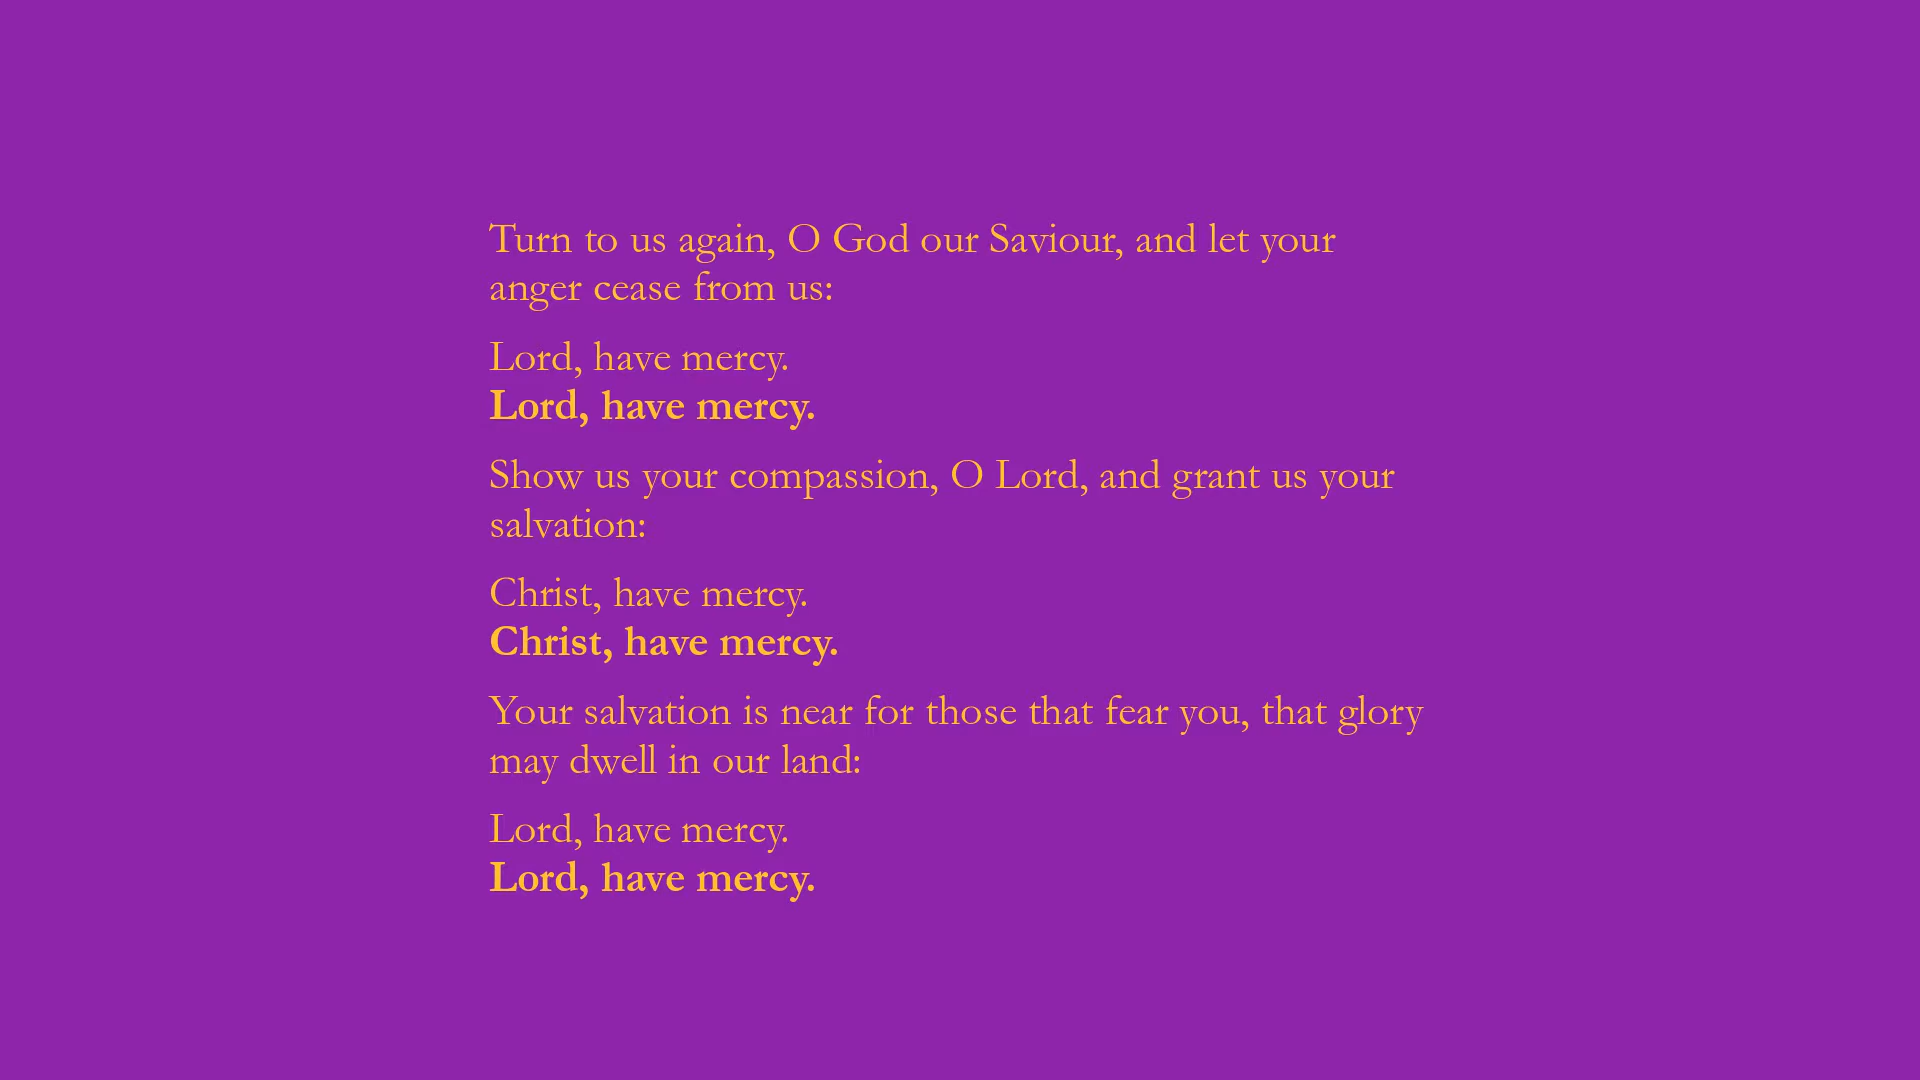 Turn to us again, O God our Saviour, and let your
anger cease from us:
Lord, have mercy.
Lord, have mercy.
Show us your compassion, O Lord, and grant us your
salvation:
Christ, have mercy.
Christ, have mercy.
Your salvation is near for those that fear you, that glory
may dwell in our land:
Lord, have mercy.
Lord, have mercy.